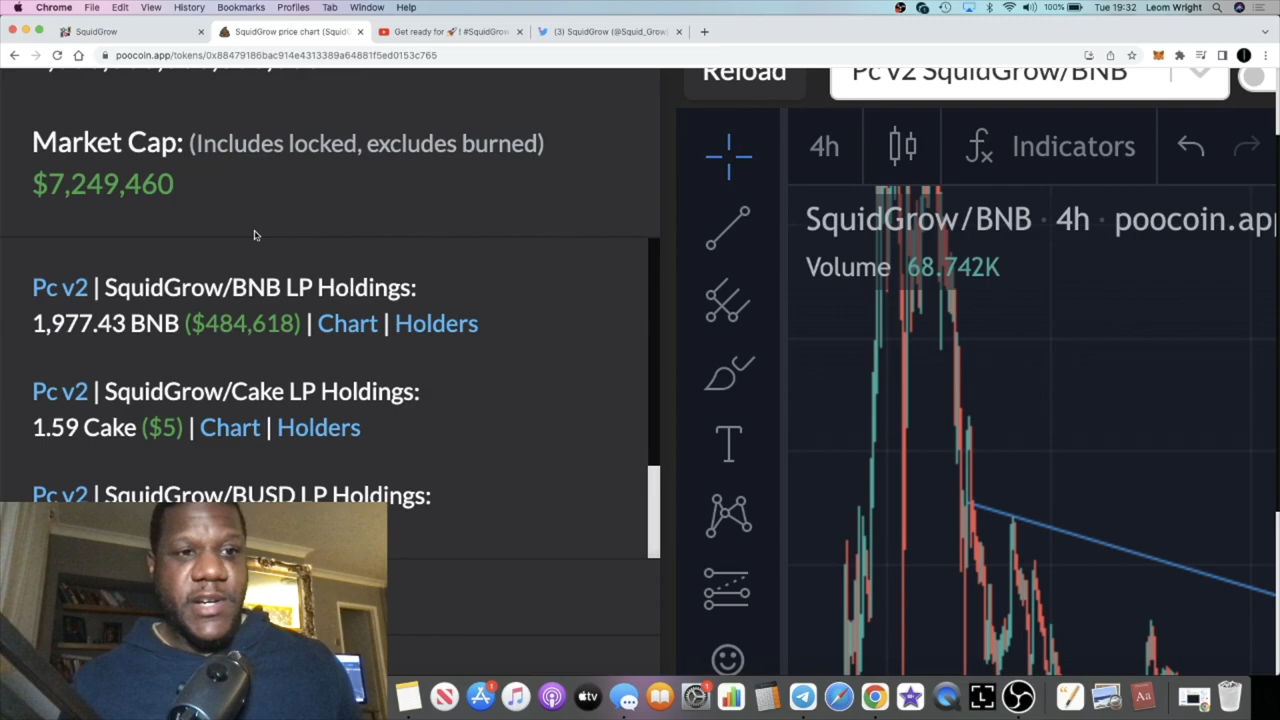 Chrome File Edit View History Bookmarks Profiles Tab Window Help 100% Tue 19:32 Leom Wright
SquidGrow × SquidGrow price chart (Squid × Get ready for 🚀! #SquidGrow × (3) SquidGrow (@Squid_Grow) × +
poocoin.app/tokens/0x88479186bac914e4313389a64881f5ed0153c765
Reload
Pc v2 SquidGrow/BNB
Market Cap: (Includes locked, excludes burned)
$7,249,460
4h Indicators
SquidGrow/BNB · 4h · poocoin.app
Volume 68.742K
Pc v2 | SquidGrow/BNB LP Holdings:
1,977.43 BNB ($484,618) | Chart | Holders
Pc v2 | SquidGrow/Cake LP Holdings:
1.59 Cake ($5) | Chart | Holders
Pc v2 | SquidGrow/BUSD LP Holdings:
T
tv
Aa